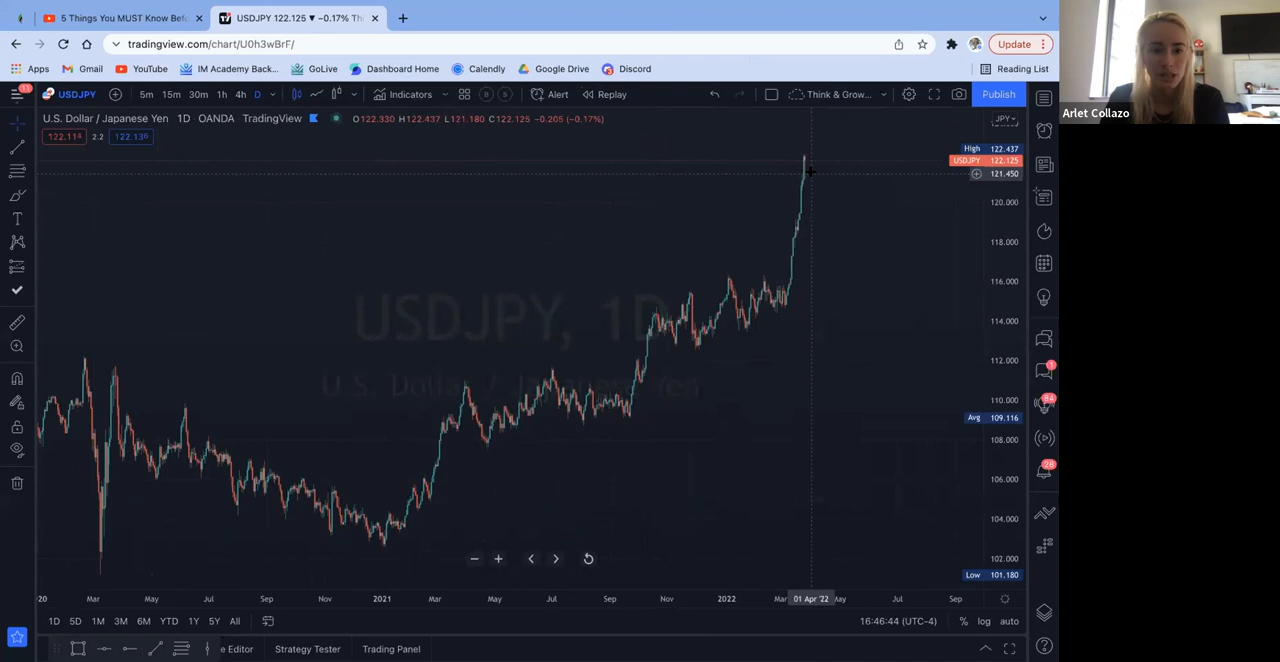 5 Things You MUST Know Befo
USDJPY 122.125 ▼ −0.17% Th
tradingview.com/chart/U0h3wBrF/
Update
Apps
Gmail
YouTube
IM Academy Back...
GoLive
Dashboard Home
Calendly
Google Drive
Discord
Reading List
11
USDJPY
5m 15m 30m 1h 4h D
Indicators
Alert
Replay
Think & Grow...
Publish
U.S. Dollar / Japanese Yen 1D OANDA TradingView
O122.330 H122.437 L121.180 C122.125 −0.205 (−0.17%)
JPY
122.114 2.2 122.136
Arlet Collazo
High 122.437
USDJPY 122.125
121.450
120.000
118.000
116.000
114.000
112.000
110.000
Avg 109.116
108.000
106.000
104.000
102.000
Low 101.180
USDJPY, 1D
U.S. Dollar / Japanese Yen
1
84
28
20 Mar May Jul Sep Nov 2021 Mar May Jul Sep Nov 2022 Mar 01 Apr '22 May Jul Sep
1D 5D 1M 3M 6M YTD 1Y 5Y All
16:46:44 (UTC-4)
% log auto
e Editor
Strategy Tester
Trading Panel